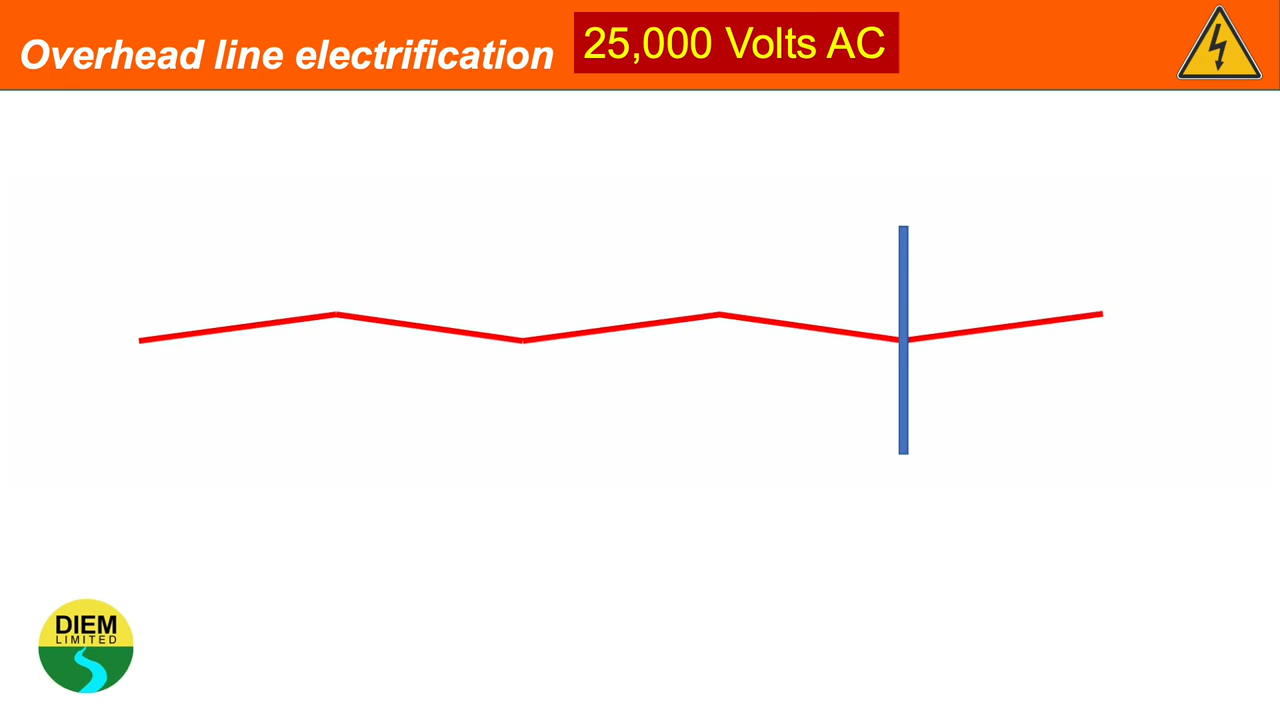 Overhead line electrification
25,000 Volts AC
DIEM
LIMITED